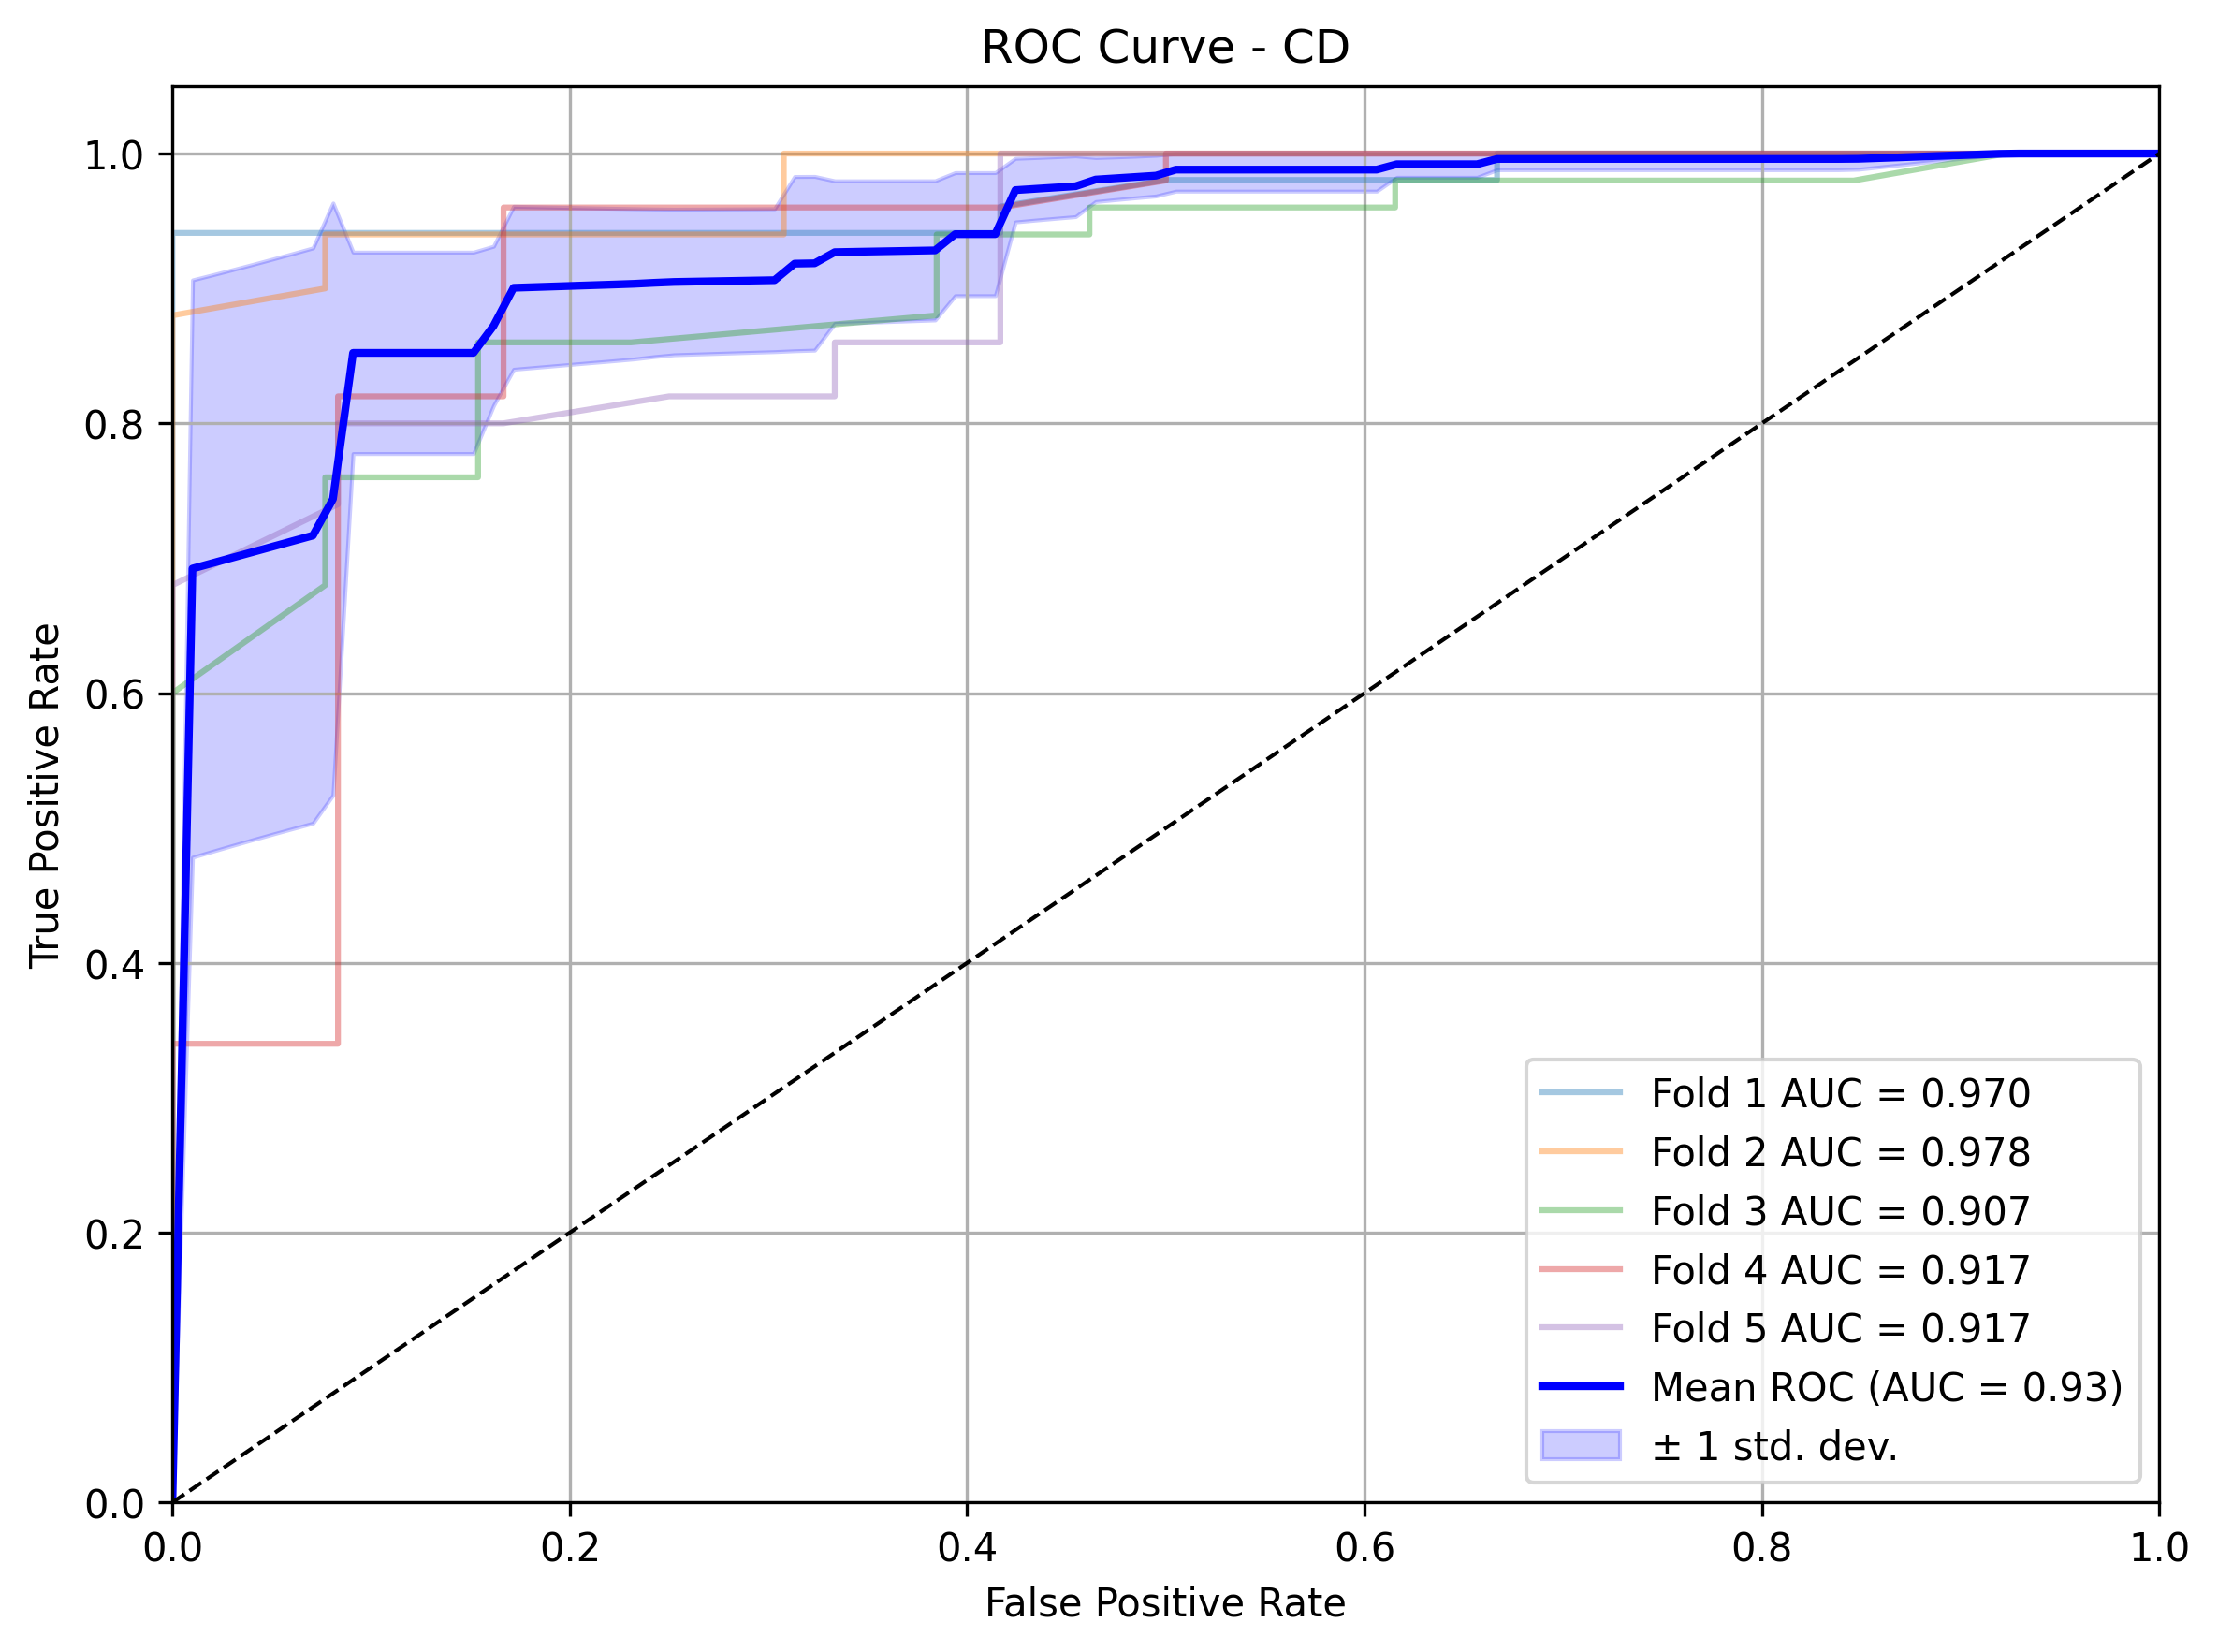 ROC Curve - CD
1.0
0.8
0.6
0.4
0.2
0.0
True Positive Rate
0.0 0.2 0.4 0.6 0.8 1.0
False Positive Rate
Fold 1 AUC = 0.970
Fold 2 AUC = 0.978
Fold 3 AUC = 0.907
Fold 4 AUC = 0.917
Fold 5 AUC = 0.917
Mean ROC (AUC = 0.93)
± 1 std. dev.